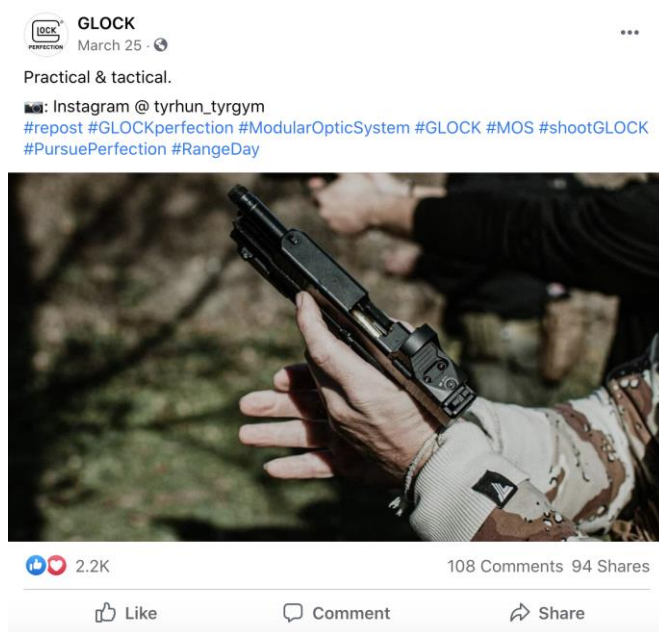 GLOCK
PERFECTION
GLOCK
March 25 ·
Practical & tactical.
: Instagram @ tyrhun_tyrgym
#repost #GLOCKperfection #ModularOpticSystem #GLOCK #MOS #shootGLOCK
#PursuePerfection #RangeDay
2.2K
108 Comments 94 Shares
Like
Comment
Share